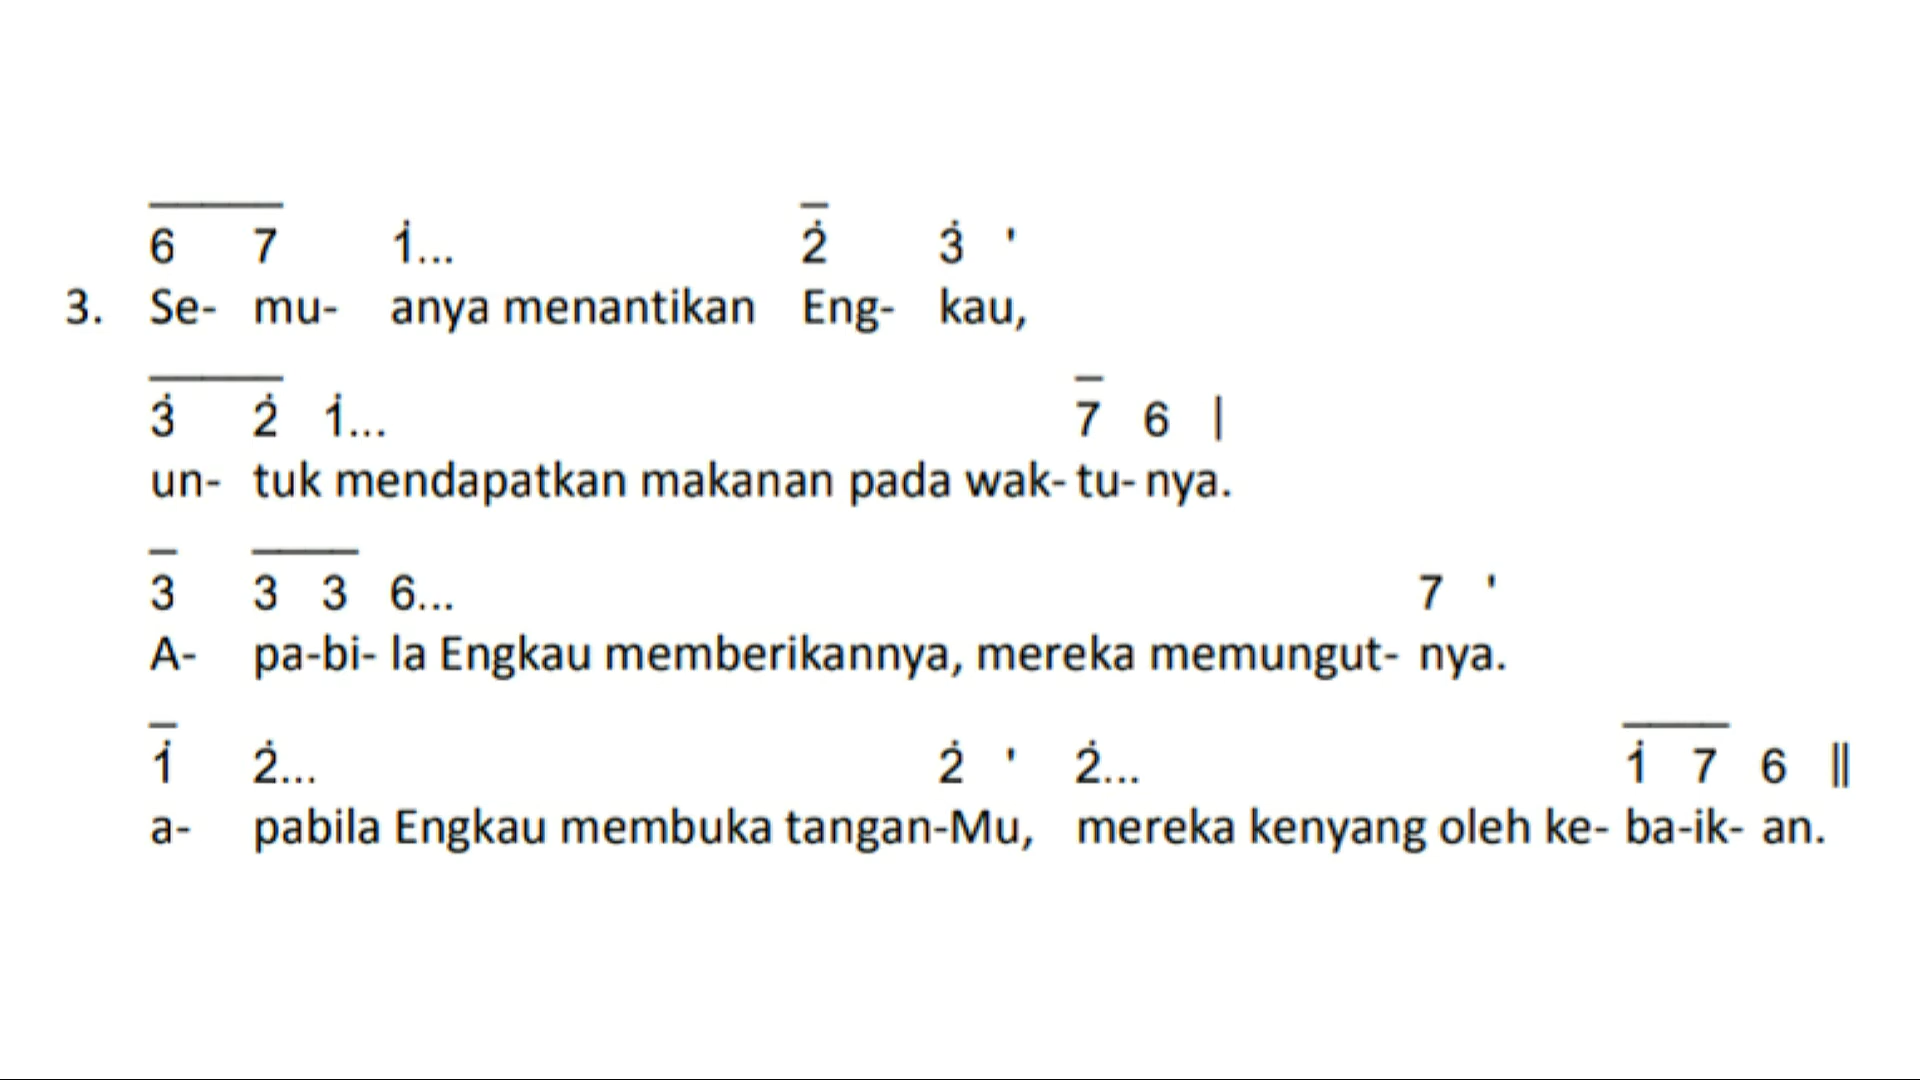 6 7 1̇... 2̇ 3̇ '
3. Se- mu- anya menantikan Eng- kau,
3̇ 2̇ 1̇... 7 6 |
un- tuk mendapatkan makanan pada wak- tu- nya.
3 3 3 6... 7 '
A- pa-bi- la Engkau memberikannya, mereka memungut- nya.
1̇ 2̇... 2̇ ' 2̇... 1̇ 7 6 ||
a- pabila Engkau membuka tangan-Mu, mereka kenyang oleh ke- ba-ik- an.